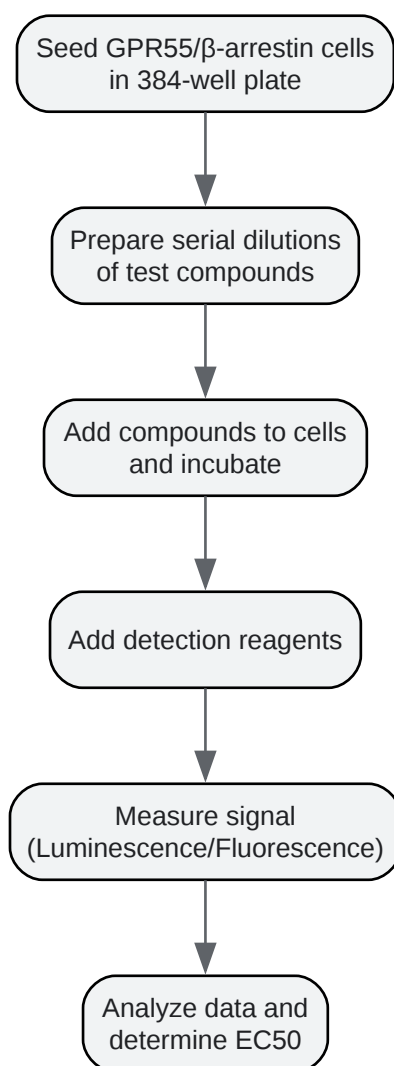 Seed GPR55/β-arrestin cells
in 384-well plate
Prepare serial dilutions
of test compounds
Add compounds to cells
and incubate
Add detection reagents
Measure signal
(Luminescence/Fluorescence)
Analyze data and
determine EC50